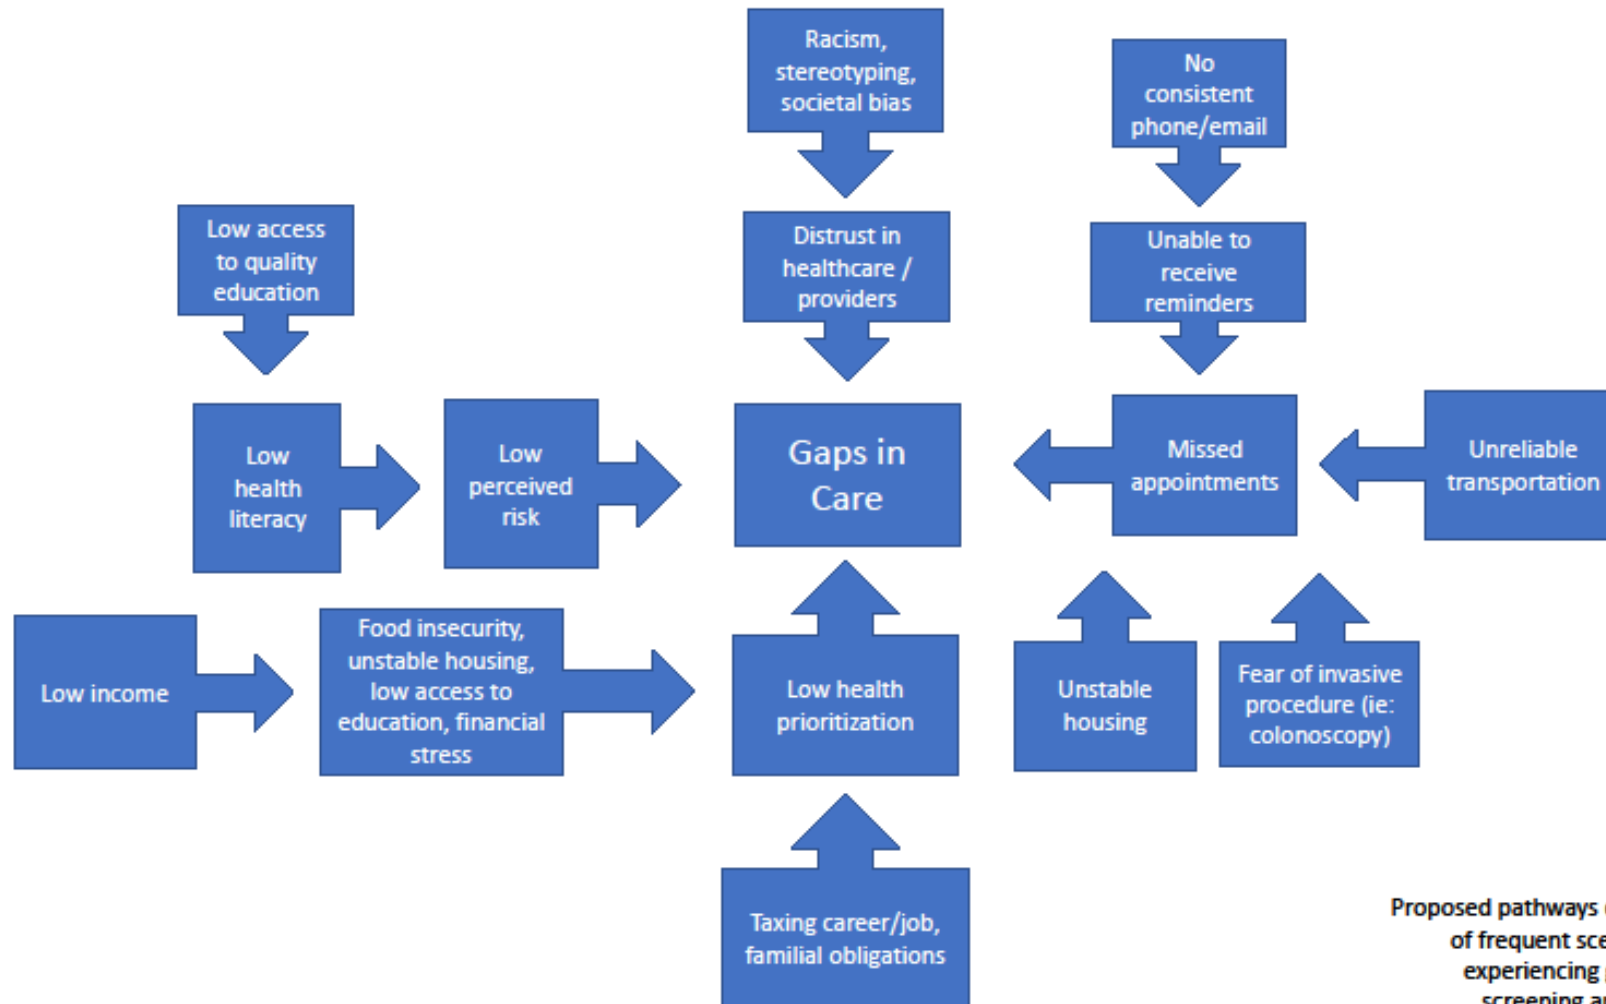 Racism,
stereotyping,
societal bias
No
consistent
phone/email
Low access
to quality
education
Distrust in
healthcare /
providers
Unable to
receive
reminders
Low
health
literacy
Low
perceived
risk
Gaps in
Care
Missed
appointments
Unreliable
transportation
Low income
Food insecurity,
unstable housing,
low access to
education, financial
stress
Low health
prioritization
Unstable
housing
Fear of invasive
procedure (ie:
colonoscopy)
Taxing career/job,
familial obligations
Proposed pathways
of frequent
experiencing
screening